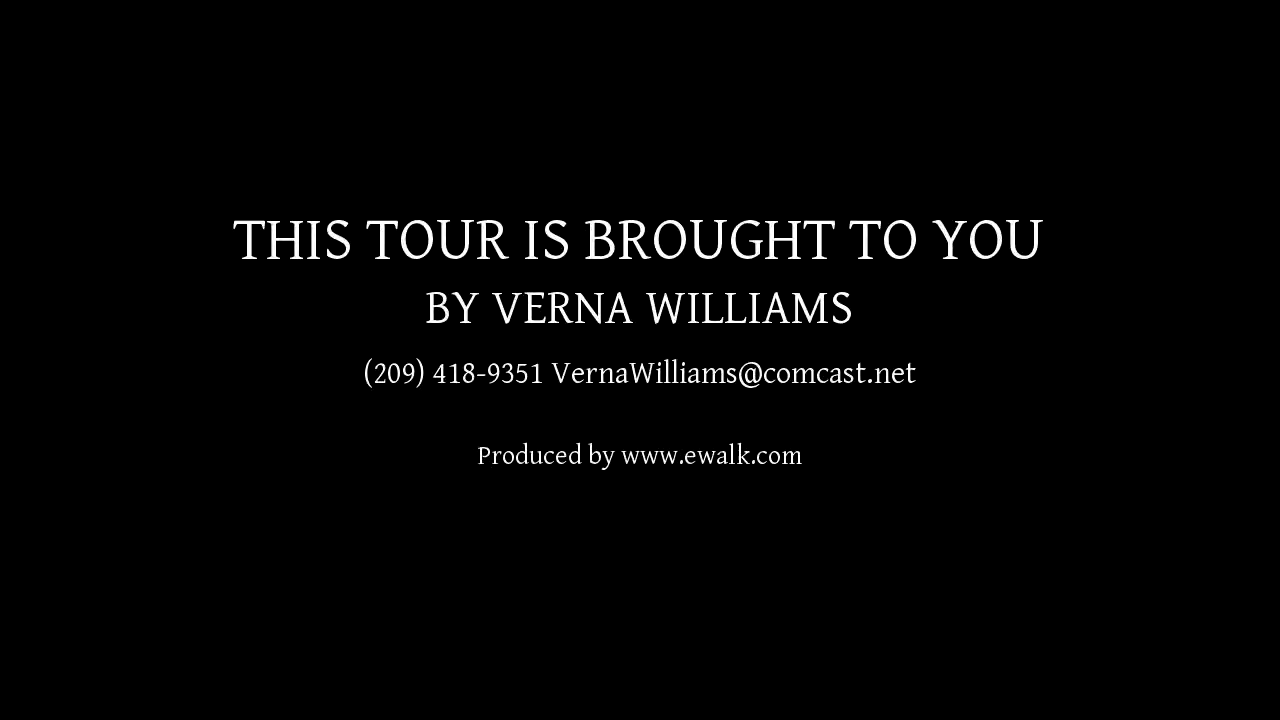 THIS TOUR IS BROUGHT TO YOU
BY VERNA WILLIAMS
(209) 418-9351 VernaWilliams@comcast.net
Produced by www.ewalk.com